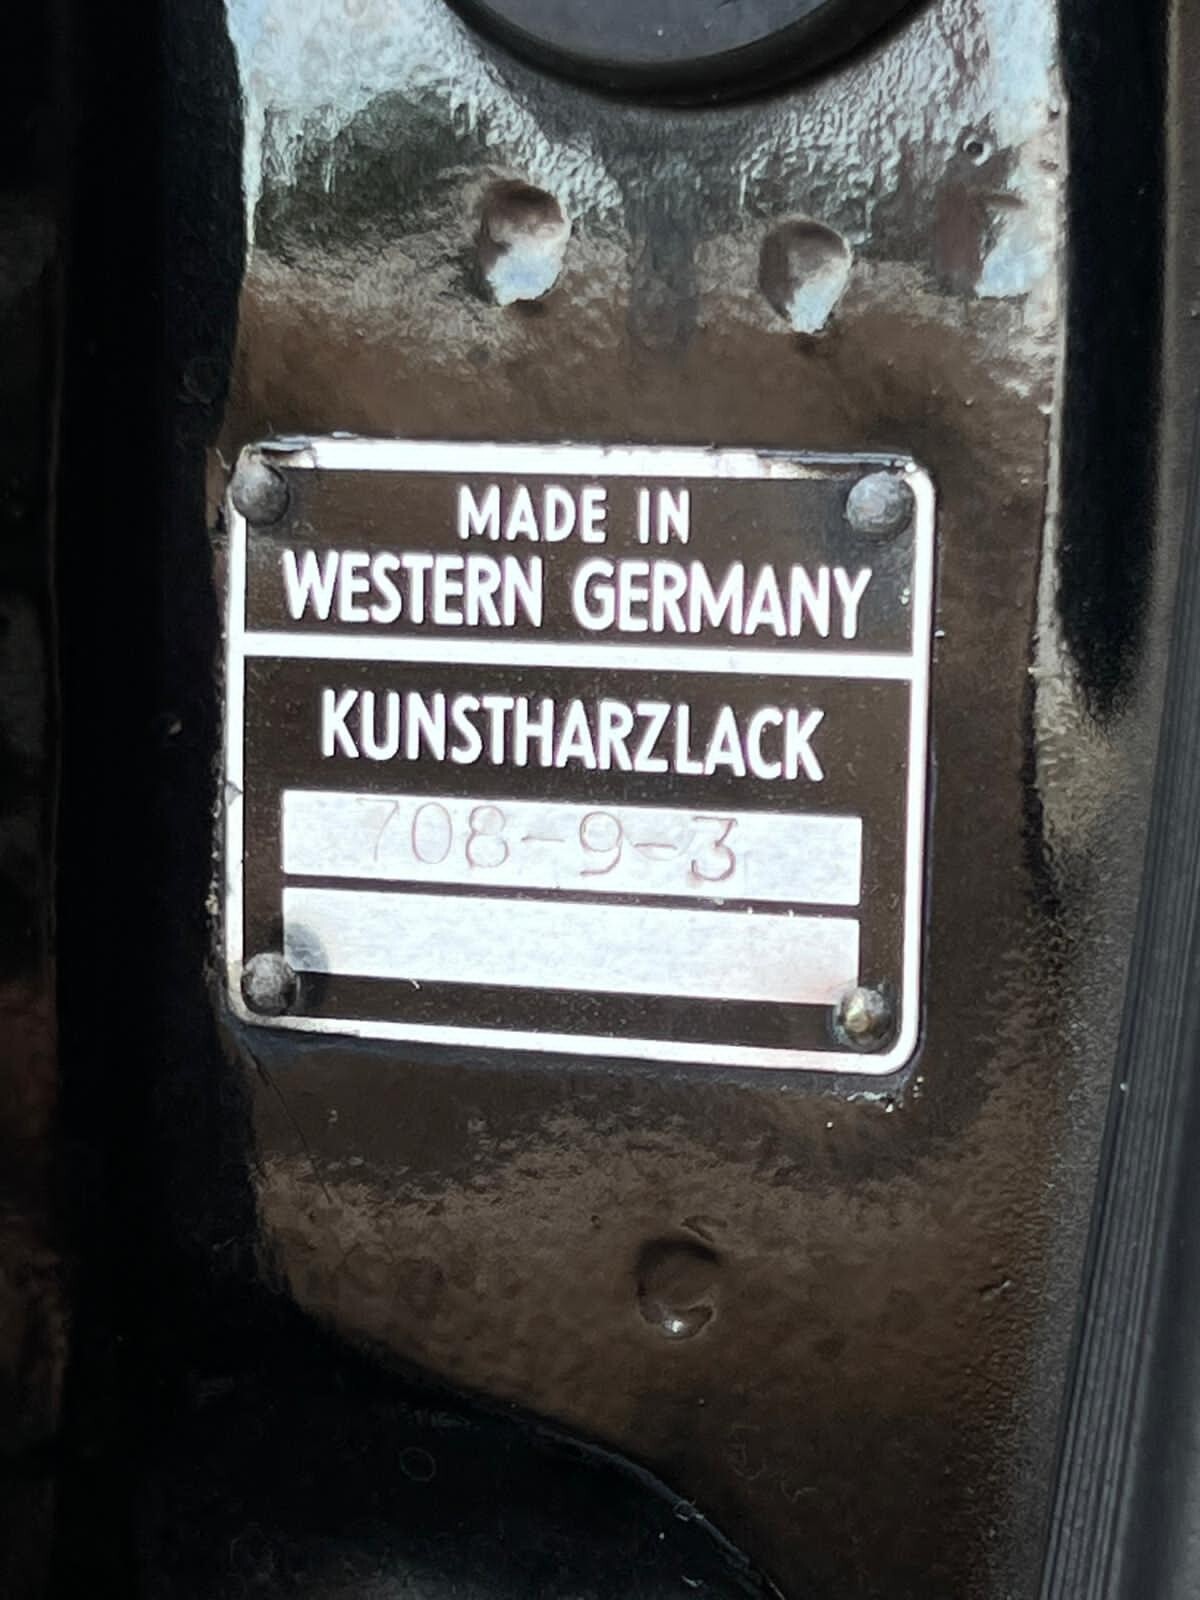 MADE IN
WESTERN GERMANY
KUNSTHARZLACK
708-9-3